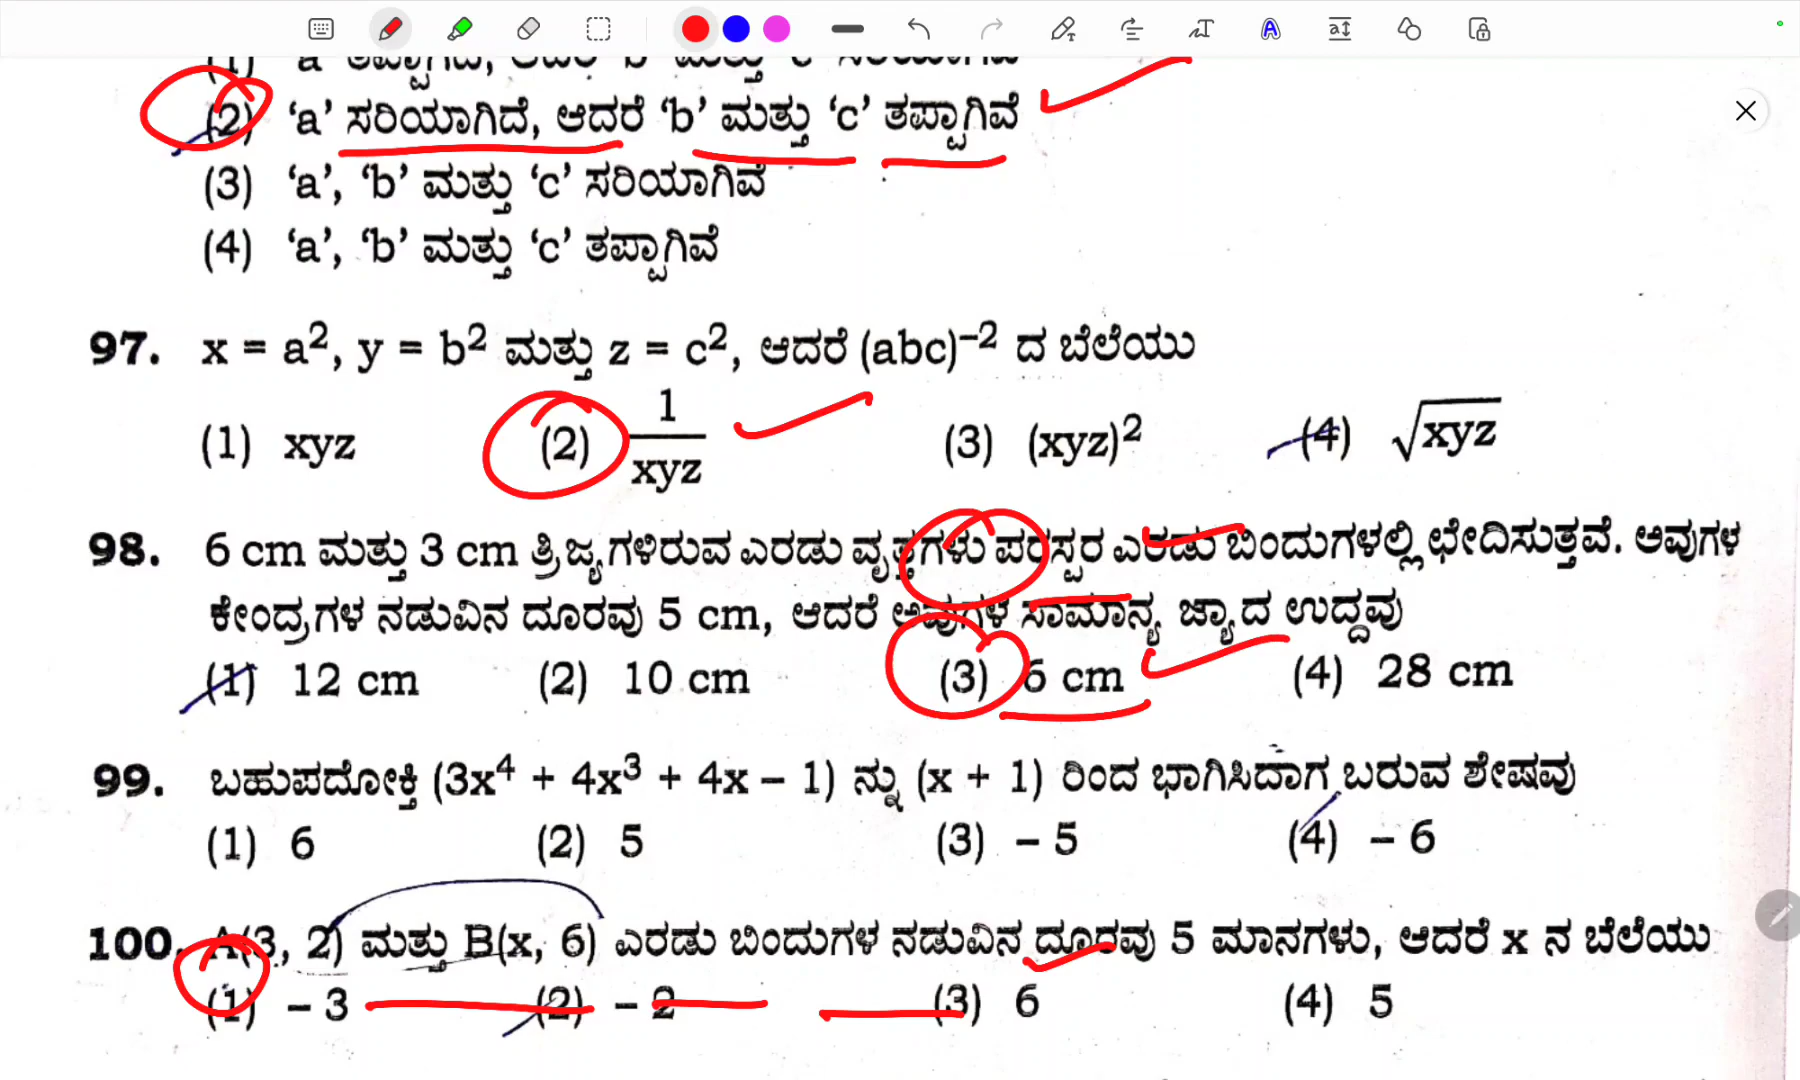 (2) ‘a’ ಸರಿಯಾಗಿದೆ, ಆದರೆ ‘b’ ಮತ್ತು ‘c’ ತಪ್ಪಾಗಿವೆ
(3) ‘a’, ‘b’ ಮತ್ತು ‘c’ ಸರಿಯಾಗಿವೆ
(4) ‘a’, ‘b’ ಮತ್ತು ‘c’ ತಪ್ಪಾಗಿವೆ
97. x = a², y = b² ಮತ್ತು z = c², ಆದರೆ (abc)⁻² ದ ಬೆಲೆಯು
(1) xyz (2) 1/xyz (3) (xyz)² (4) √xyz
98. 6 cm ಮತ್ತು 3 cm ತ್ರಿಜ್ಯಗಳಿರುವ ಎರಡು ವೃತ್ತಗಳು ಪರಸ್ಪರ ಎರಡು ಬಿಂದುಗಳಲ್ಲಿ ಛೇದಿಸುತ್ತವೆ. ಅವುಗಳ
ಕೇಂದ್ರಗಳ ನಡುವಿನ ದೂರವು 5 cm, ಆದರೆ ಅವುಗಳ ಸಾಮಾನ್ಯ ಜ್ಯಾದ ಉದ್ದವು
(1) 12 cm (2) 10 cm (3) 6 cm (4) 28 cm
99. ಬಹುಪದೋಕ್ತಿ (3x⁴ + 4x³ + 4x – 1) ನ್ನು (x + 1) ರಿಂದ ಭಾಗಿಸಿದಾಗ ಬರುವ ಶೇಷವು
(1) 6 (2) 5 (3) – 5 (4) – 6
100. A(3, 2) ಮತ್ತು B(x, 6) ಎರಡು ಬಿಂದುಗಳ ನಡುವಿನ ದೂರವು 5 ಮಾನಗಳು, ಆದರೆ x ನ ಬೆಲೆಯು
(1) – 3 (2) – 2 (3) 6 (4) 5